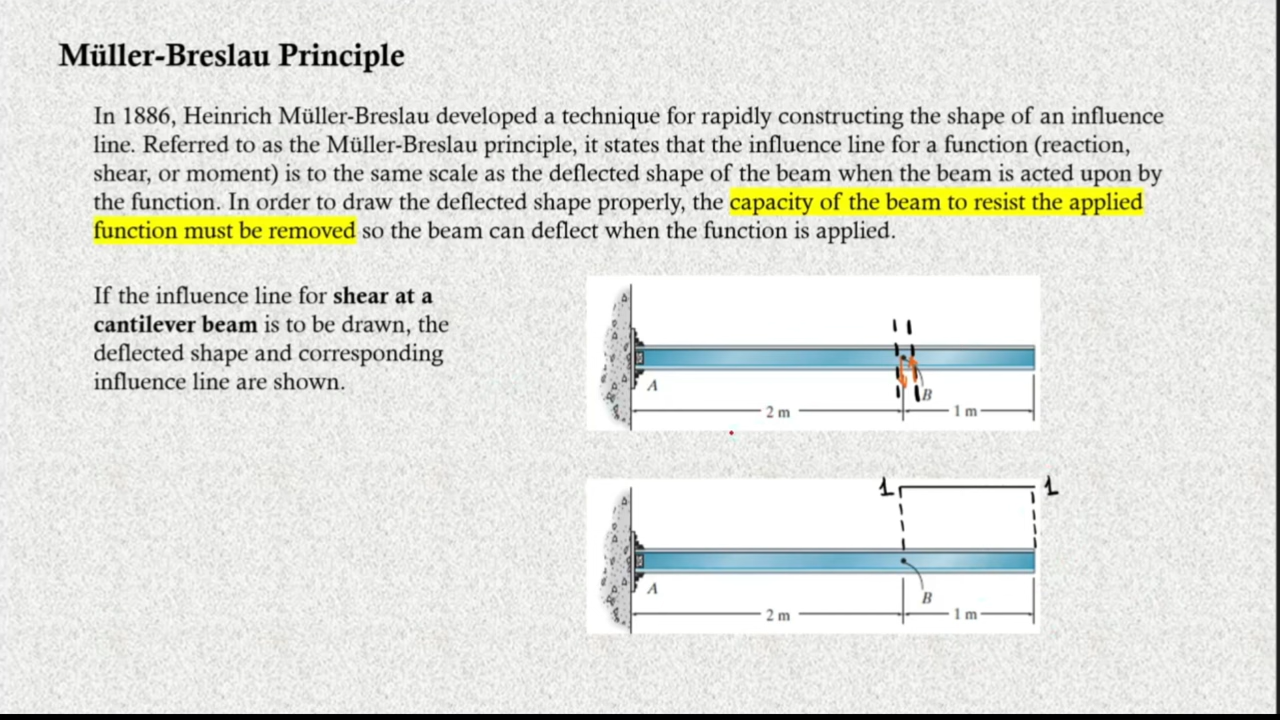 Müller-Breslau Principle
In 1886, Heinrich Müller-Breslau developed a technique for rapidly constructing the shape of an influence
line. Referred to as the Müller-Breslau principle, it states that the influence line for a function (reaction,
shear, or moment) is to the same scale as the deflected shape of the beam when the beam is acted upon by
the function. In order to draw the deflected shape properly, the capacity of the beam to resist the applied
function must be removed so the beam can deflect when the function is applied.
If the influence line for shear at a
cantilever beam is to be drawn, the
deflected shape and corresponding
influence line are shown.
A
B
2 m
1 m
1
1
A
B
2 m
1 m